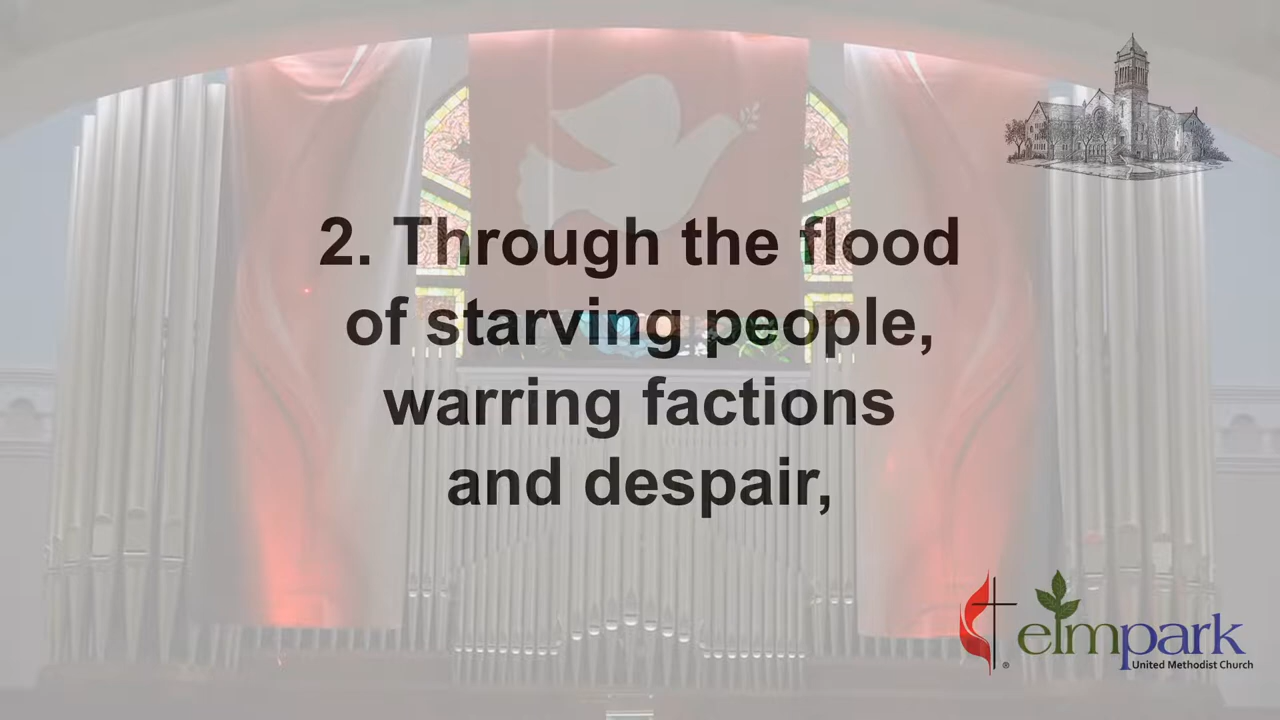 2. Through the flood
of starving people,
warring factions
and despair,
elmpark
United Methodist Church
®